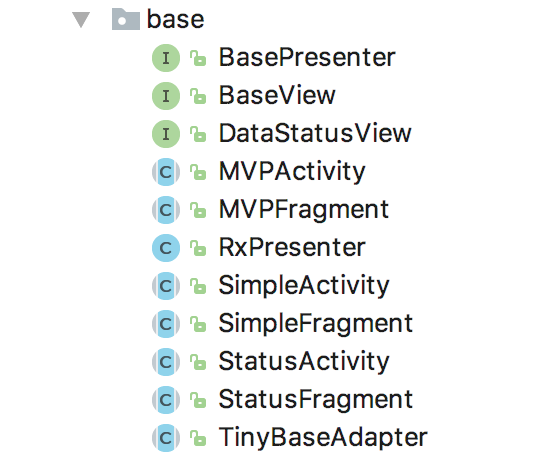 base
I BasePresenter
I BaseView
I DataStatusView
C MVPActivity
C MVPFragment
C RxPresenter
C SimpleActivity
C SimpleFragment
C StatusActivity
C StatusFragment
C TinyBaseAdapter